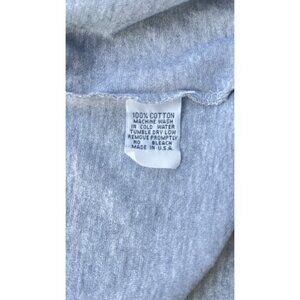 100% COTTON
MACHINE WASH
IN COLD WATER
TUMBLE DRY LOW
REMOVE PROMPTLY
NO BLEACH
MADE IN U.S.A.